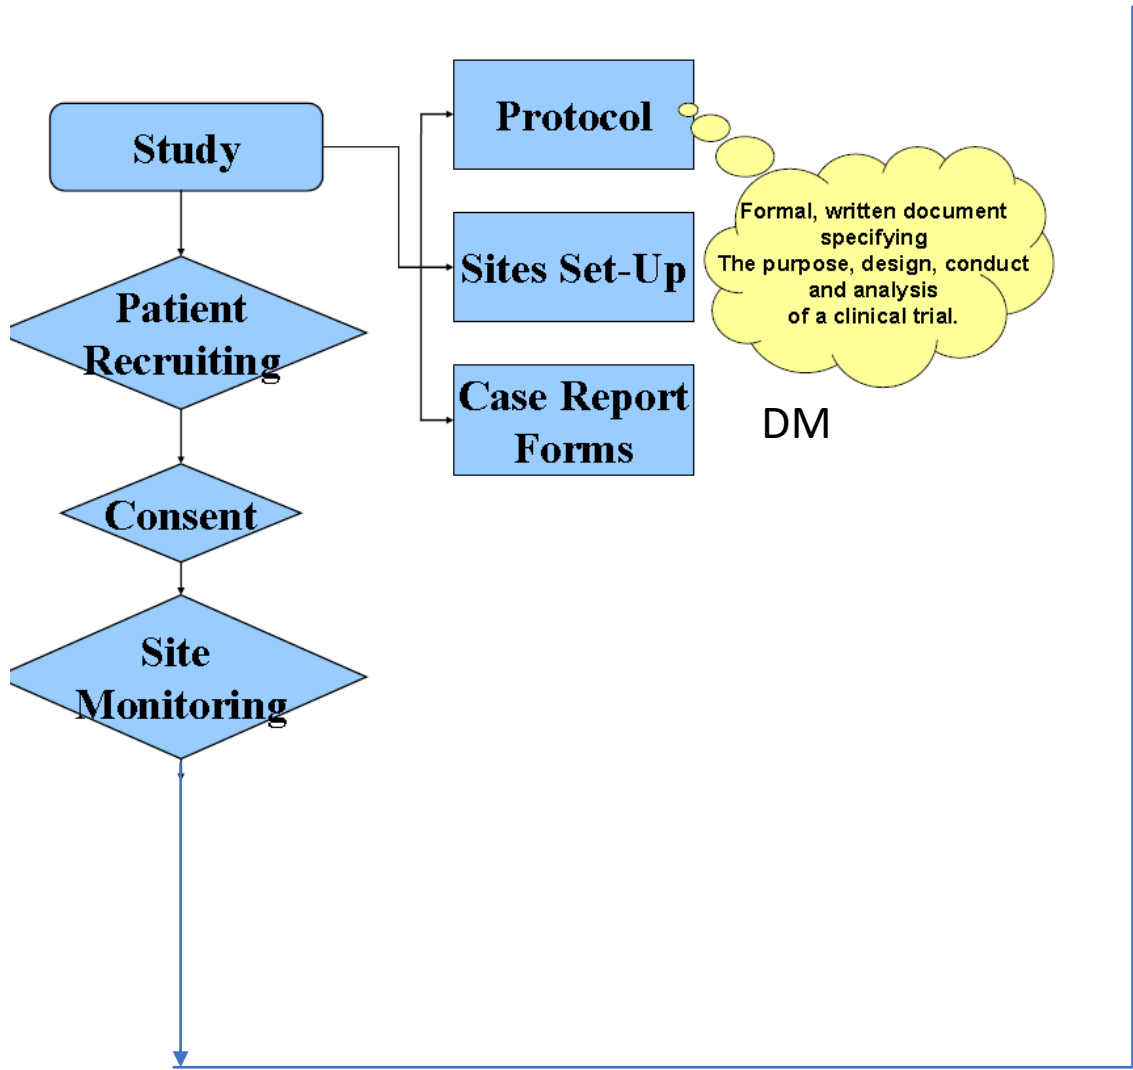 Study
Protocol
Formal, written document
specifying
The purpose, design, conduct
and analysis
of a clinical trial.
Sites Set-Up
Patient
Recruiting
Case Report
Forms
DM
Consent
Site
Monitoring